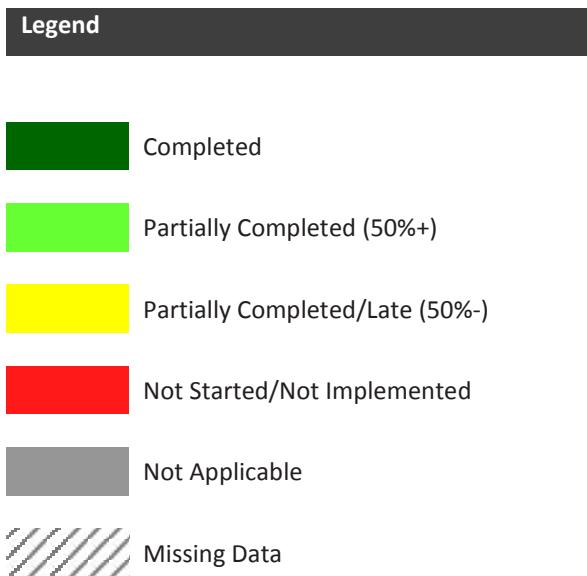 Legend
Completed
Partially Completed (50%+)
Partially Completed/Late (50%-)
Not Started/Not Implemented
Not Applicable
Missing Data